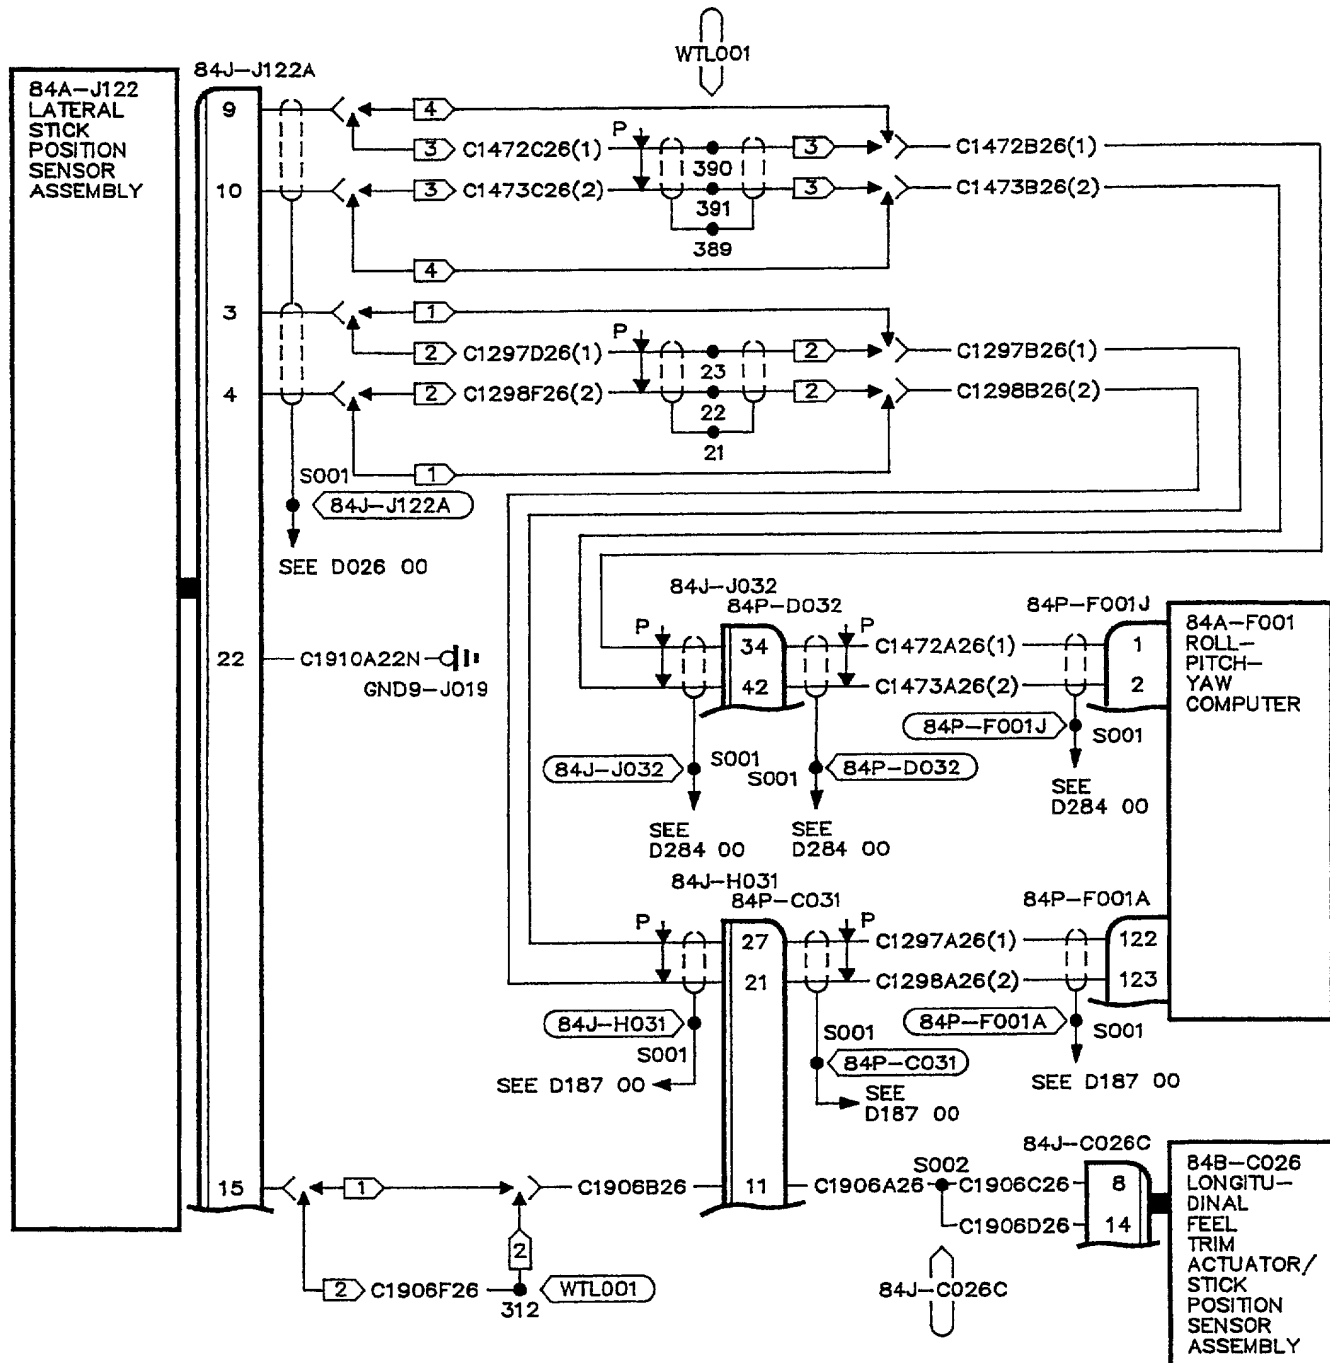 WTL001
84J-J122A
84A-J122
LATERAL
STICK
POSITION
SENSOR
ASSEMBLY
9
4
P
3
C1472C26(1)
390
3
C1472B26(1)
10
3
C1473C26(2)
391
3
C1473B26(2)
389
4
3
1
P
2
C1297D26(1)
23
2
C1297B26(1)
4
2
C1298F26(2)
22
2
C1298B26(2)
21
S001
1
84J-J122A
SEE D026 00
84J-J032
84P-D032
84P-F001J
84A-F001
ROLL-
PITCH-
YAW
COMPUTER
P
34
P
C1472A26(1)
1
22
C1910A22N
GND9-J019
42
C1473A26(2)
2
84P-F001J
S001
84J-J032
S001
S001
84P-D032
SEE
D284 00
SEE
D284 00
SEE
D284 00
84J-H031
84P-C031
84P-F001A
P
27
P
C1297A26(1)
122
21
C1298A26(2)
123
84J-H031
S001
S001
84P-F001A
S001
84P-C031
SEE D187 00
SEE
D187 00
SEE D187 00
84J-C026C
84B-C026
LONGITU-
DINAL
FEEL
TRIM
ACTUATOR/
STICK
POSITION
SENSOR
ASSEMBLY
15
1
C1906B26
11
C1906A26
S002
C1906C26
8
C1906D26
14
2
2
C1906F26
312
WTL001
84J-C026C